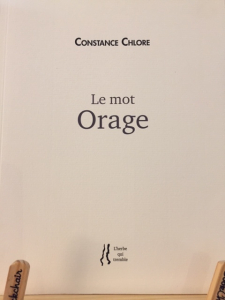 CONSTANCE CHLORE
Le mot
Orage
L'herbe
qui
tremble